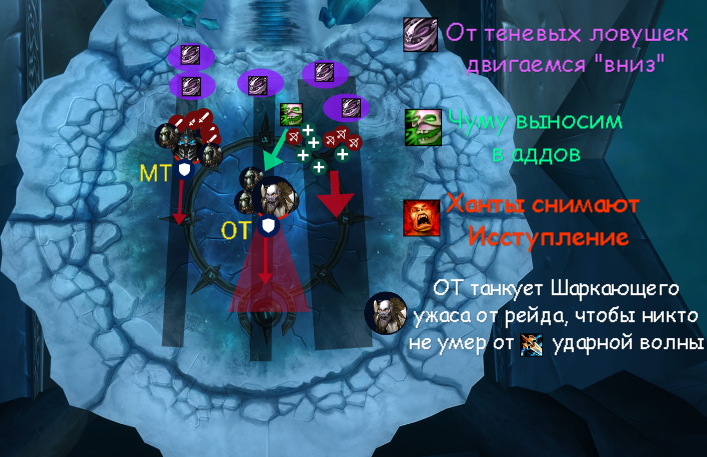 От теневых ловушек
двигаемся "вниз"
Чуму выносим
в аддов
МТ
Ханты снимают
Исступление
ОТ
ОТ танкует Шаркающего
ужаса от рейда, чтобы никто
не умер от ударной волны